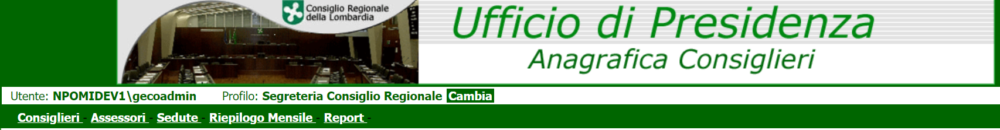 Consiglio Regionale
della Lombardia
Ufficio di Presidenza
Anagrafica Consiglieri
Utente: NPOMIDEV1\gecoadmin Profilo: Segreteria Consiglio Regionale Cambia
Consiglieri - Assessori - Sedute - Riepilogo Mensile - Report -